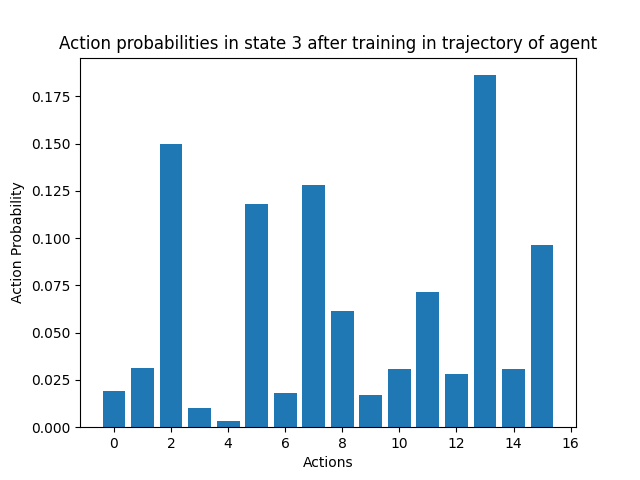 Action probabilities in state 3 after training in trajectory of agent
Action Probability
0.175
0.150
0.125
0.100
0.075
0.050
0.025
0.000
0 2 4 6 8 10 12 14 16
Actions